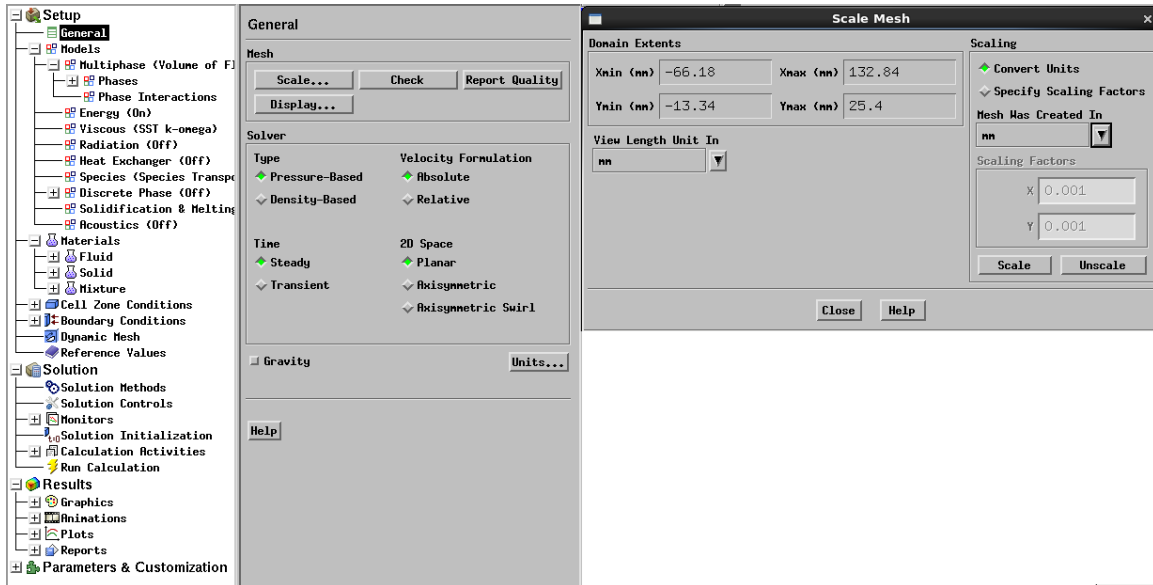 Setup
General
Models
Multiphase (Volume of Fl
Phases
Phase Interactions
Energy (On)
Viscous (SST k-omega)
Radiation (Off)
Heat Exchanger (Off)
Species (Species Transpo
Discrete Phase (Off)
Solidification & Melting
Acoustics (Off)
Materials
Fluid
Solid
Mixture
Cell Zone Conditions
Boundary Conditions
Dynamic Mesh
Reference Values
Solution
Solution Methods
Solution Controls
Monitors
Solution Initialization
Calculation Activities
Run Calculation
Results
Graphics
Animations
Plots
Reports
Parameters & Customization
General
Mesh
Scale... Check Report Quality
Display...
Solver
Type Velocity Formulation
Pressure-Based Absolute
Density-Based Relative
Time 2D Space
Steady Planar
Transient Axisymmetric
Axisymmetric Swirl
Gravity Units...
Help
Scale Mesh
Domain Extents
Xmin (mm) -66.18 Xmax (mm) 132.84
Ymin (mm) -13.34 Ymax (mm) 25.4
View Length Unit In
mm
Scaling
Convert Units
Specify Scaling Factors
Mesh Was Created In
mm
Scaling Factors
X 0.001
Y 0.001
Scale Unscale
Close Help